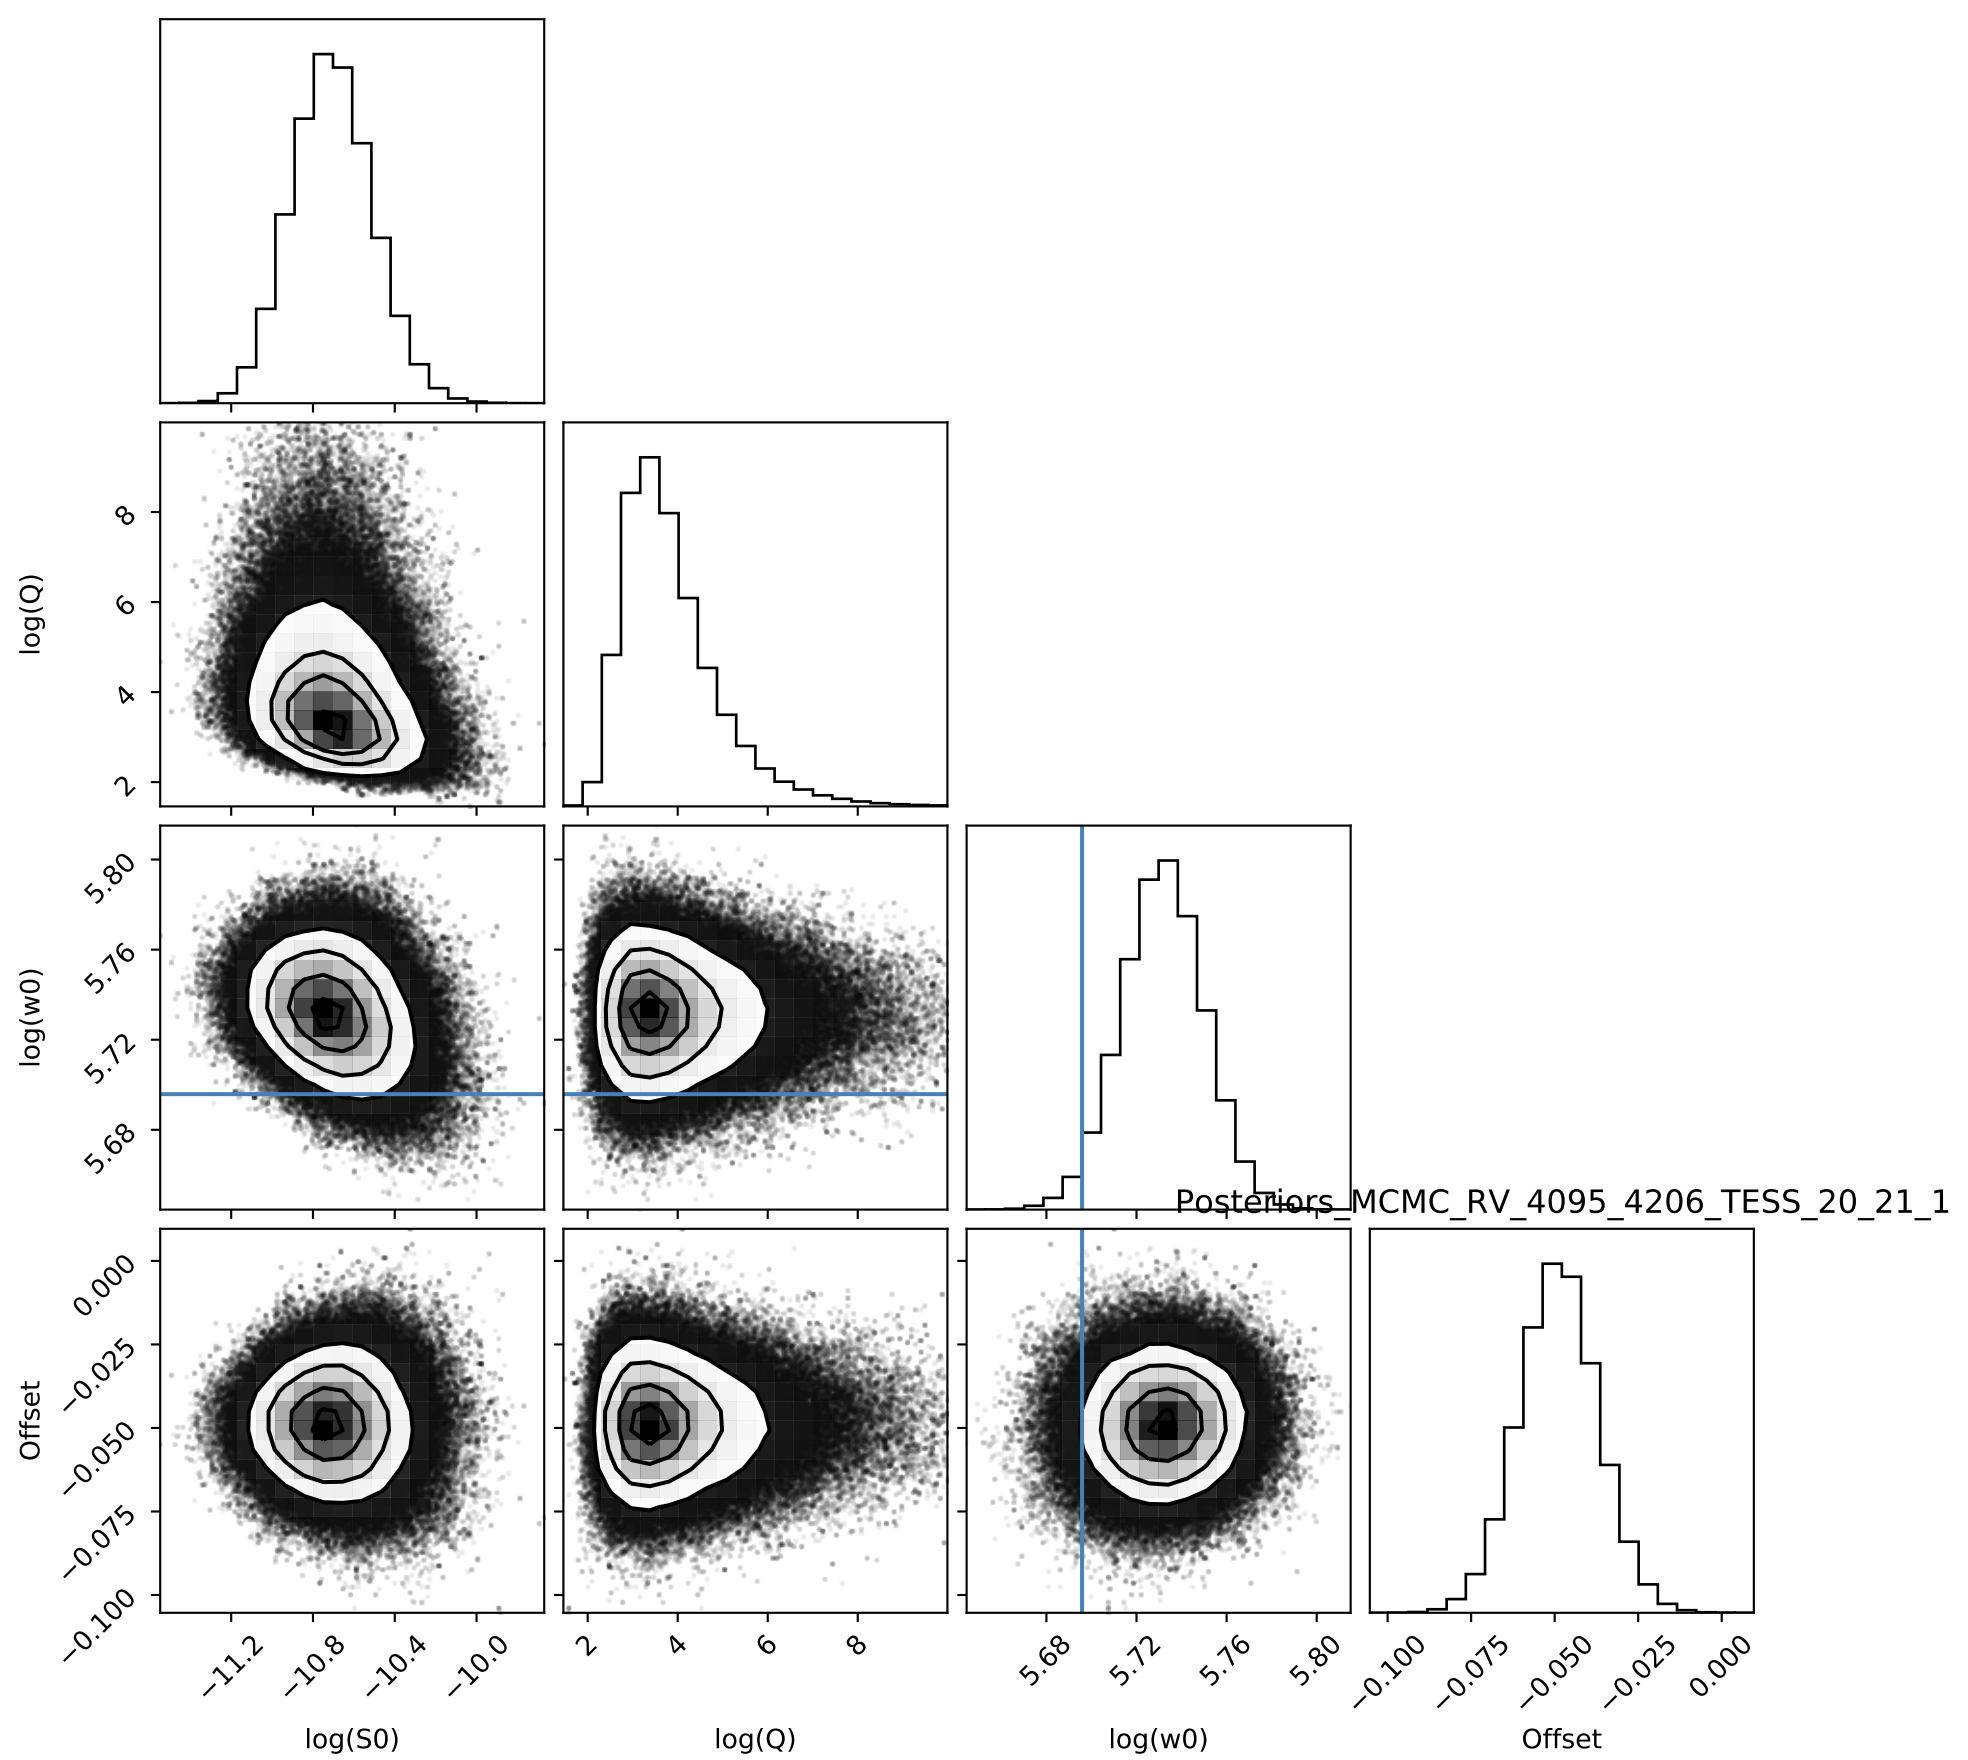 log(Q)
8
6
4
2
log(w0)
5.80
5.76
5.72
5.68
Posteriors_MCMC_RV_4095_4206_TESS_20_21_1
Offset
0.000
−0.025
−0.050
−0.075
−0.100
−11.2 −10.8 −10.4 −10.0
2 4 6 8
5.68 5.72 5.76 5.80
−0.100 −0.075 −0.050 −0.025 0.000
log(S0)
log(Q)
log(w0)
Offset